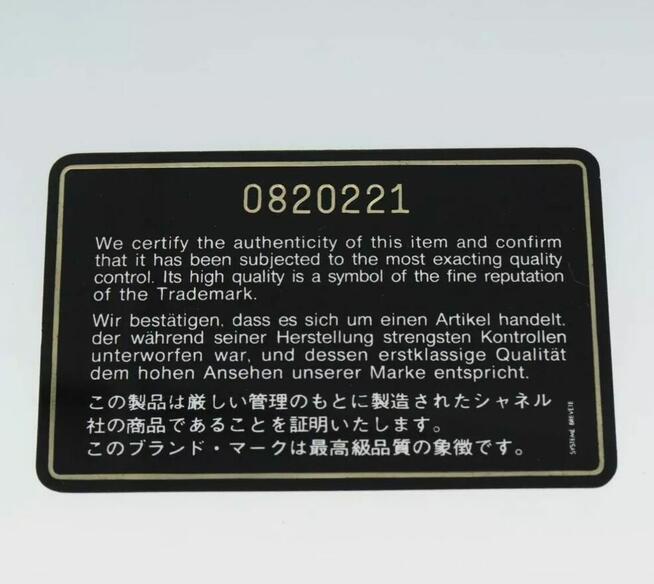 0820221
We certify the authenticity of this item and confirm
that it has been subjected to the most exacting quality
control. Its high quality is a symbol of the fine reputation
of the Trademark.
Wir bestätigen, dass es sich um einen Artikel handelt.
der während seiner Herstellung strengsten Kontrollen
unterworfen war, und dessen erstklassige Qualität
dem hohen Ansehen unserer Marke entspricht.
この製品は厳しい管理のもとに製造されたシャネル
社の商品であることを証明いたします。
このブランド・マークは最高級品質の象徴です。
SYSTEME BREVETE